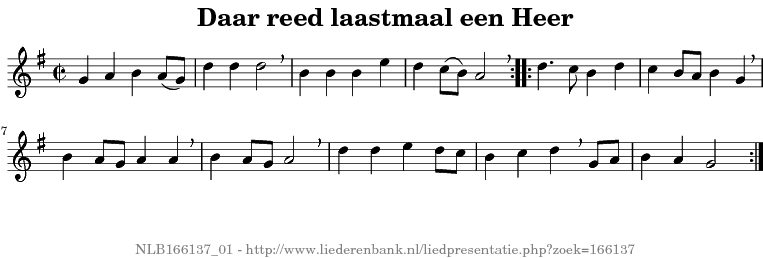 Daar reed laastmaal een Heer
7
NLB166137_01 - http://www.liederenbank.nl/liedpresentatie.php?zoek=166137